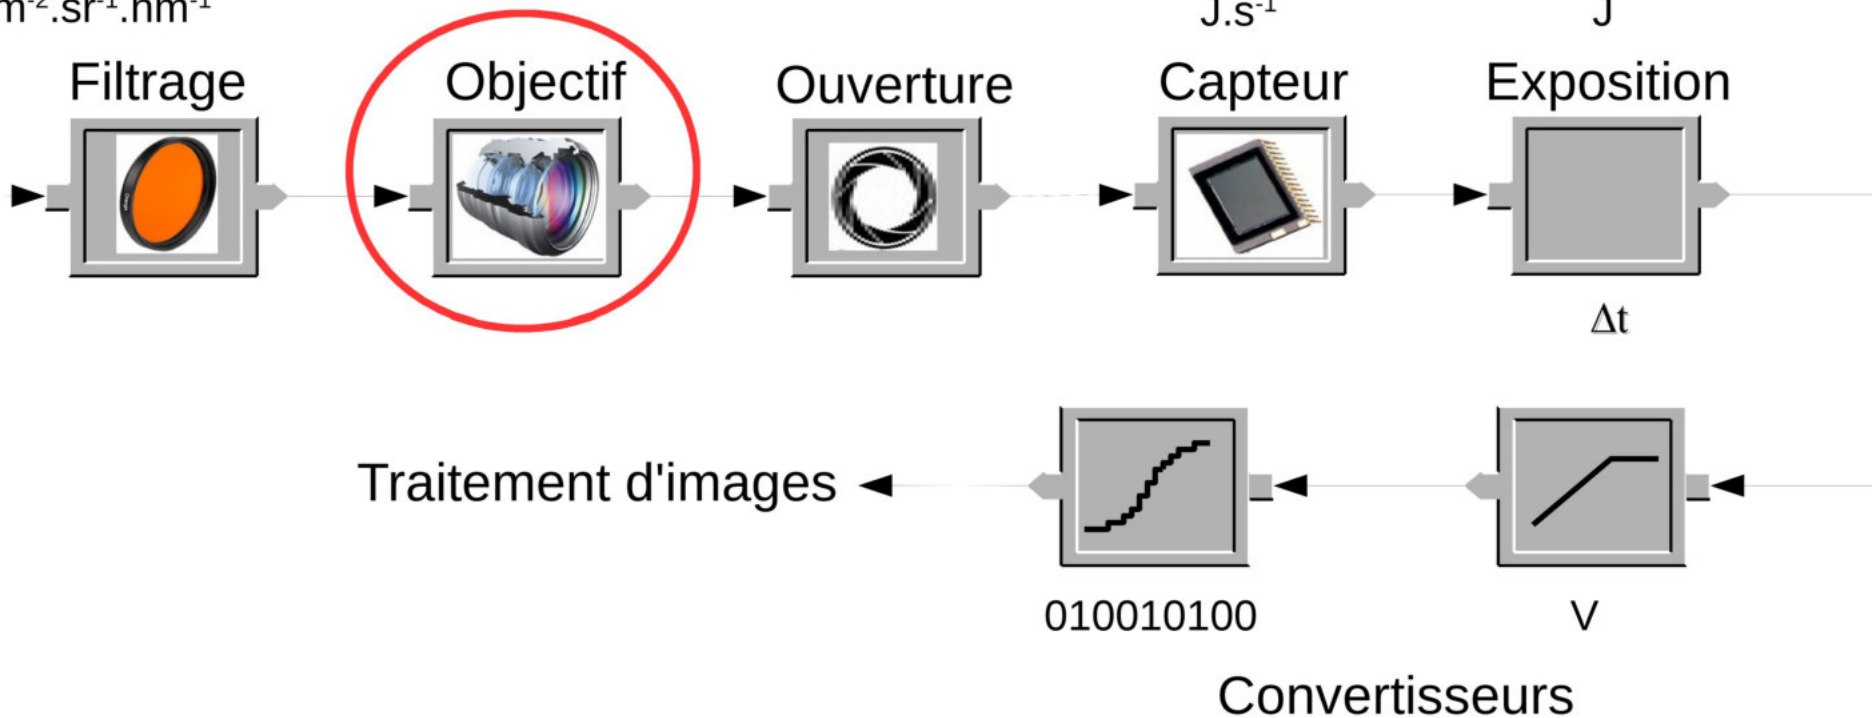 m⁻².sr⁻¹.nm⁻¹
J.s⁻¹
J
Filtrage
Objectif
Ouverture
Capteur
Exposition
Δt
Traitement d'images
010010100
V
Convertisseurs